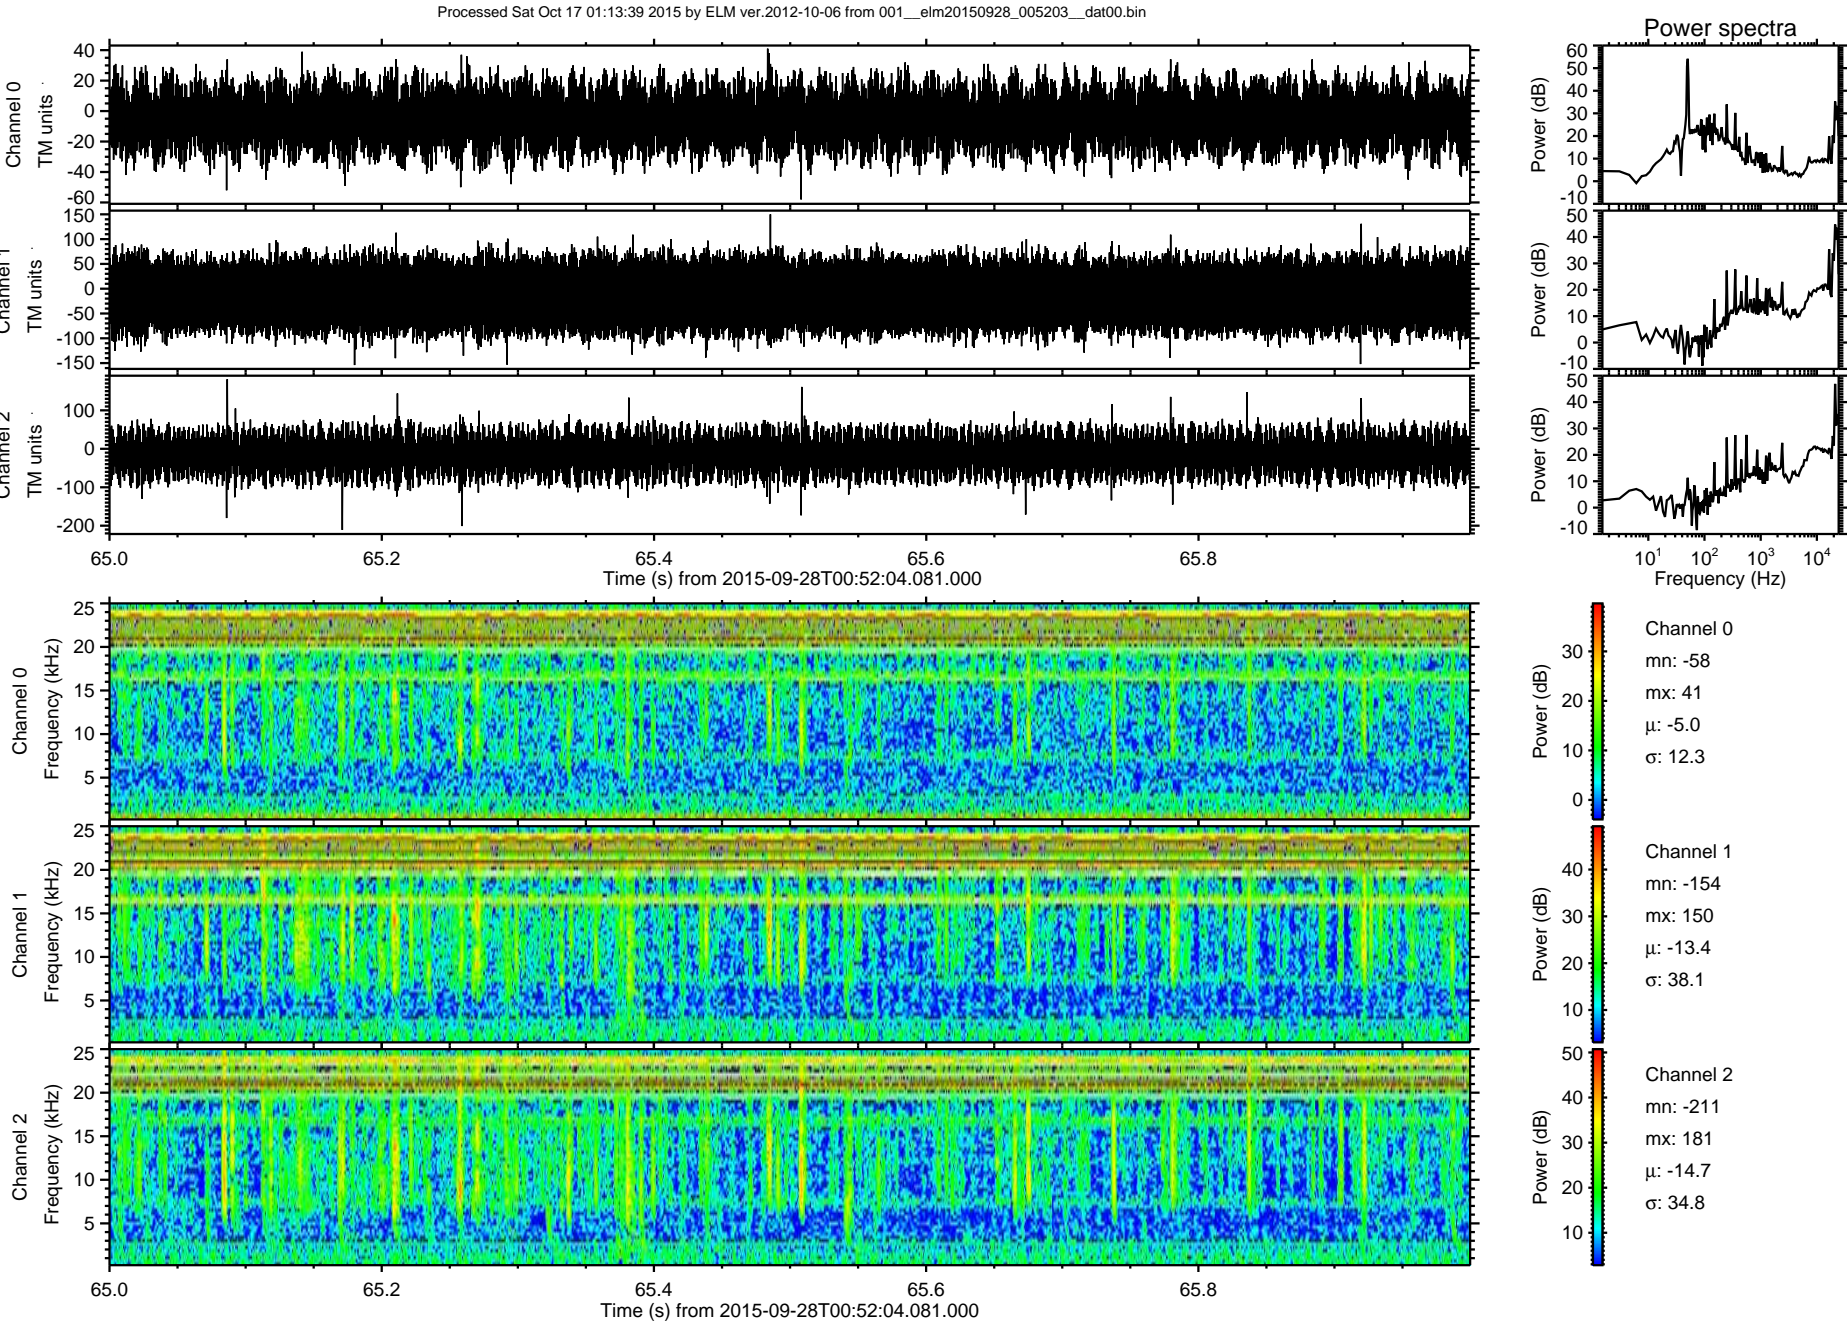 Processed Sat Oct 17 01:13:39 2015 by ELM ver.2012-10-06 from 001__elm20150928_005203__dat00.bin
Power spectra
Channel 0
TM units
40
20
0
-20
-40
-60
Power (dB)
60
50
40
30
20
10
0
-10
Channel 1
TM units
150
100
50
0
-50
-100
-150
Power (dB)
50
40
30
20
10
0
-10
Channel 2
TM units
100
0
-100
-200
Power (dB)
50
40
30
20
10
0
-10
65.0 65.2 65.4 65.6 65.8
Time (s) from 2015-09-28T00:52:04.081.000
10¹ 10² 10³ 10⁴
Frequency (Hz)
Channel 0
Frequency (kHz)
25
20
15
10
5
Power (dB)
30
20
10
0
Channel 0
mn: -58
mx: 41
μ: -5.0
σ: 12.3
Channel 1
Frequency (kHz)
25
20
15
10
5
Power (dB)
40
30
20
10
Channel 1
mn: -154
mx: 150
μ: -13.4
σ: 38.1
Channel 2
Frequency (kHz)
25
20
15
10
5
Power (dB)
50
40
30
20
10
Channel 2
mn: -211
mx: 181
μ: -14.7
σ: 34.8
65.0 65.2 65.4 65.6 65.8
Time (s) from 2015-09-28T00:52:04.081.000